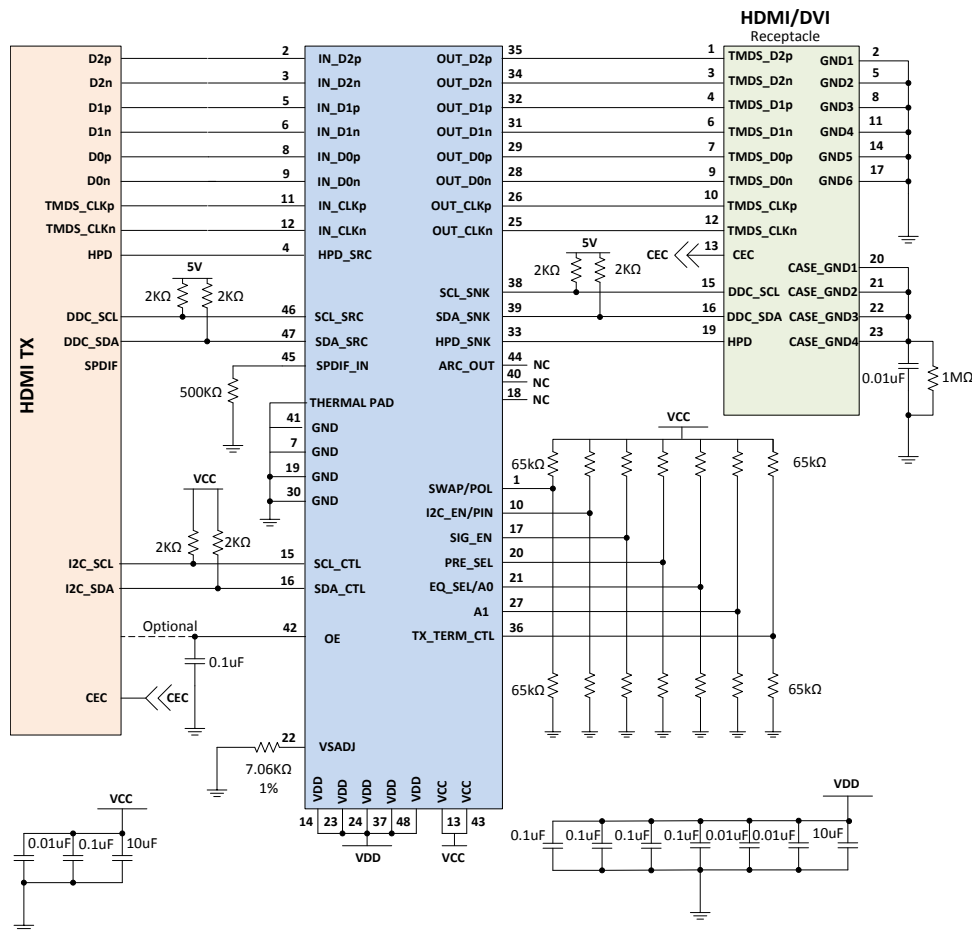 HDMI/DVI
Receptacle
HDMI TX
D2p 2 IN_D2p OUT_D2p 35 1 TMDS_D2p GND1 2
D2n 3 IN_D2n OUT_D2n 34 3 TMDS_D2n GND2 5
D1p 5 IN_D1p OUT_D1p 32 4 TMDS_D1p GND3 8
D1n 6 IN_D1n OUT_D1n 31 6 TMDS_D1n GND4 11
D0p 8 IN_D0p OUT_D0p 29 7 TMDS_D0p GND5 14
D0n 9 IN_D0n OUT_D0n 28 9 TMDS_D0n GND6 17
TMDS_CLKp 11 IN_CLKp OUT_CLKp 26 10 TMDS_CLKp
TMDS_CLKn 12 IN_CLKn OUT_CLKn 25 12 TMDS_CLKn
HPD 4 HPD_SRC CEC 13 CEC
5V 5V
2KΩ 2KΩ 2KΩ 2KΩ
CASE_GND1 20
SCL_SNK 38 15 DDC_SCL CASE_GND2 21
DDC_SCL 46 SCL_SRC SDA_SNK 39 16 DDC_SDA CASE_GND3 22
DDC_SDA 47 SDA_SRC HPD_SNK 33 19 HPD CASE_GND4 23
SPDIF 45 SPDIF_IN ARC_OUT 44 NC
40 NC
18 NC
0.01uF 1MΩ
500KΩ
THERMAL PAD
41 GND
7 GND
19 GND
30 GND
VCC
65kΩ 65kΩ
SWAP/POL 1
I2C_EN/PIN 10
SIG_EN 17
PRE_SEL 20
EQ_SEL/A0 21
A1 27
TX_TERM_CTL 36
65kΩ 65kΩ
VCC
2KΩ 2KΩ
I2C_SCL 15 SCL_CTL
I2C_SDA 16 SDA_CTL
Optional 42 OE
0.1uF
CEC CEC
22 VSADJ
7.06KΩ
1%
VDD VDD VDD VDD VDD VCC VCC
14 23 24 37 48 13 43
VDD VCC
VCC
0.01uF 0.1uF 10uF
VDD
0.1uF 0.1uF 0.1uF 0.1uF 0.01uF 0.01uF 10uF